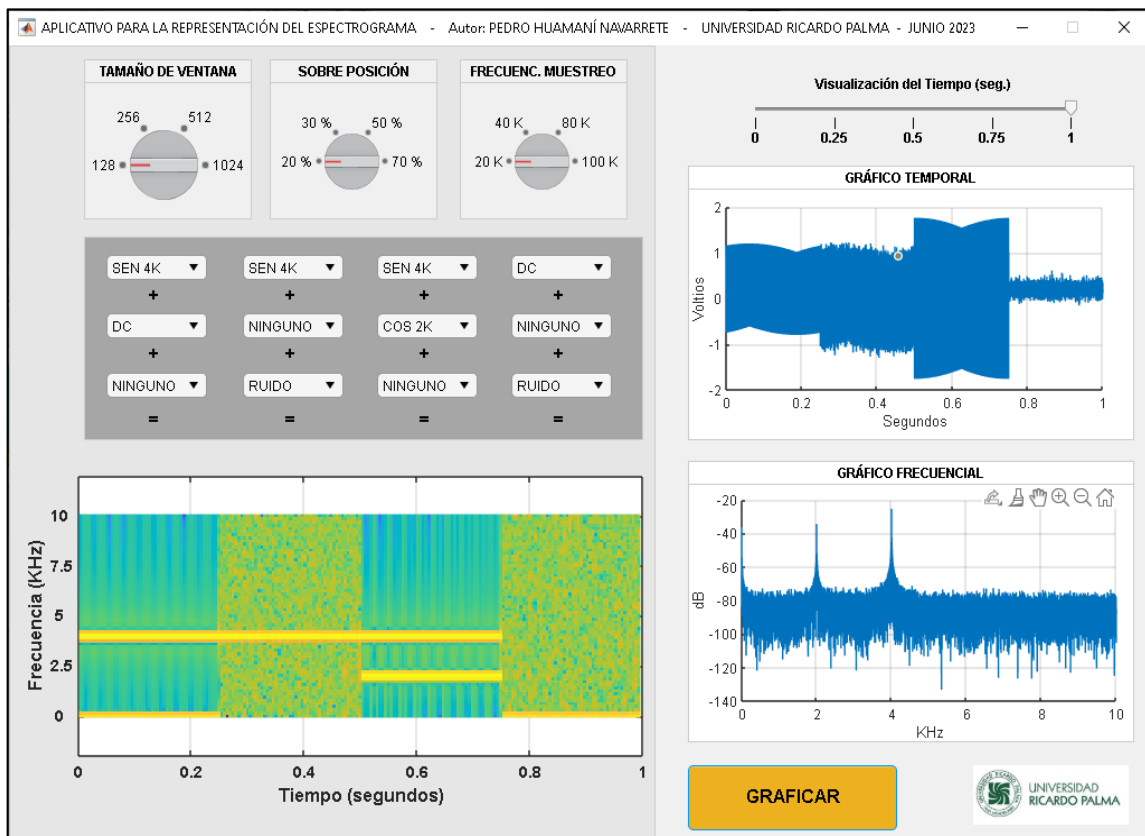 APLICATIVO PARA LA REPRESENTACIÓN DEL ESPECTROGRAMA - Autor: PEDRO HUAMANÍ NAVARRETE - UNIVERSIDAD RICARDO PALMA - JUNIO 2023
TAMAÑO DE VENTANA
256 512
128 1024
SOBRE POSICIÓN
30 % 50 %
20 % 70 %
FRECUENC. MUESTREO
40 K 80 K
20 K 100 K
SEN 4K SEN 4K SEN 4K DC
+ + + +
DC NINGUNO COS 2K NINGUNO
+ + + +
NINGUNO RUIDO NINGUNO RUIDO
= = = =
Frecuencia (KHz)
10
7.5
5
2.5
0
0 0.2 0.4 0.6 0.8 1
Tiempo (segundos)
Visualización del Tiempo (seg.)
0 0.25 0.5 0.75 1
GRÁFICO TEMPORAL
Voltios
2
1
0
-1
-2
0 0.2 0.4 0.6 0.8 1
Segundos
GRÁFICO FRECUENCIAL
dB
-20
-40
-60
-80
-100
-120
-140
0 2 4 6 8 10
KHz
GRAFICAR
UNIVERSIDAD
RICARDO PALMA